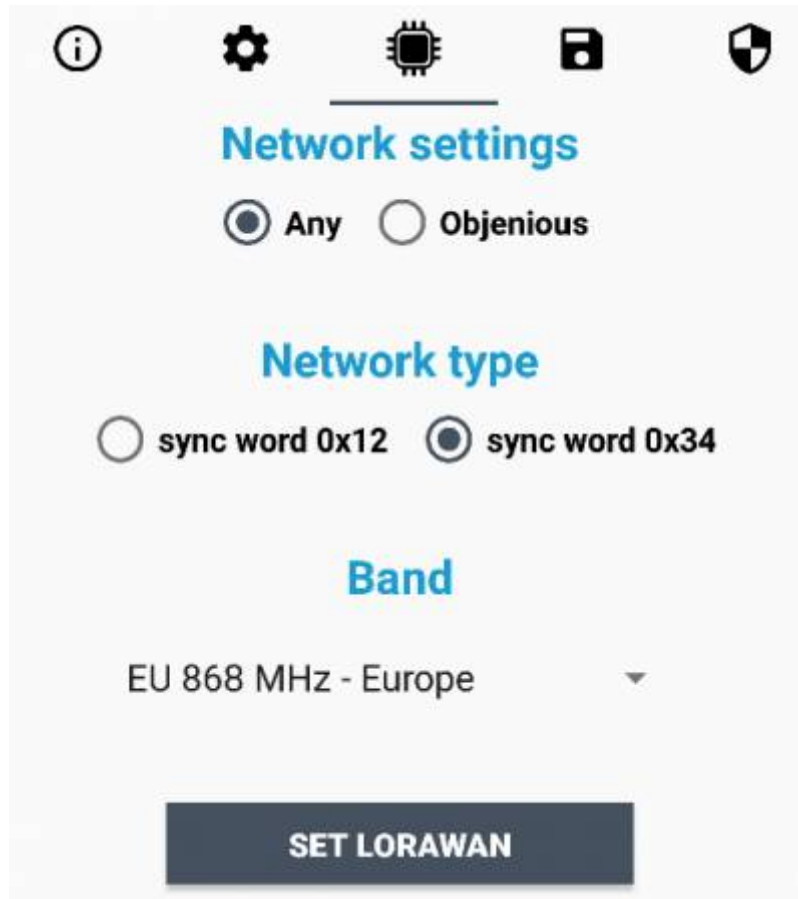 Network settings
Any Objenious
Network type
sync word 0x12 sync word 0x34
Band
EU 868 MHz - Europe
SET LORAWAN